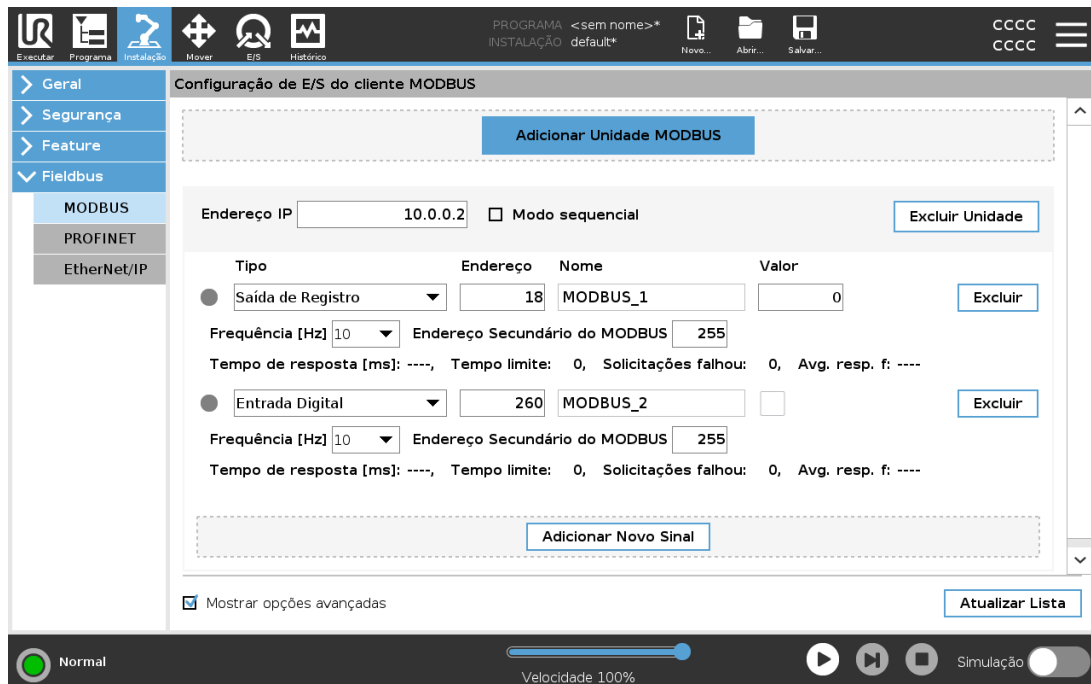 PROGRAMA <sem nome>*
INSTALAÇÃO default*
CCCC
CCCC
UR
Executar Programa Instalação Mover E/S Histórico Novo... Abrir... Salvar...
Geral
Segurança
Feature
Fieldbus
MODBUS
PROFINET
EtherNet/IP
Configuração de E/S do cliente MODBUS
Adicionar Unidade MODBUS
Endereço IP 10.0.0.2 Modo sequencial Excluir Unidade
Tipo Endereço Nome Valor
Saída de Registro 18 MODBUS_1 0 Excluir
Frequência [Hz] 10 Endereço Secundário do MODBUS 255
Tempo de resposta [ms]: ----, Tempo limite: 0, Solicitações falhou: 0, Avg. resp. f: ----
Entrada Digital 260 MODBUS_2 Excluir
Frequência [Hz] 10 Endereço Secundário do MODBUS 255
Tempo de resposta [ms]: ----, Tempo limite: 0, Solicitações falhou: 0, Avg. resp. f: ----
Adicionar Novo Sinal
Mostrar opções avançadas Atualizar Lista
Normal Velocidade 100% Simulação